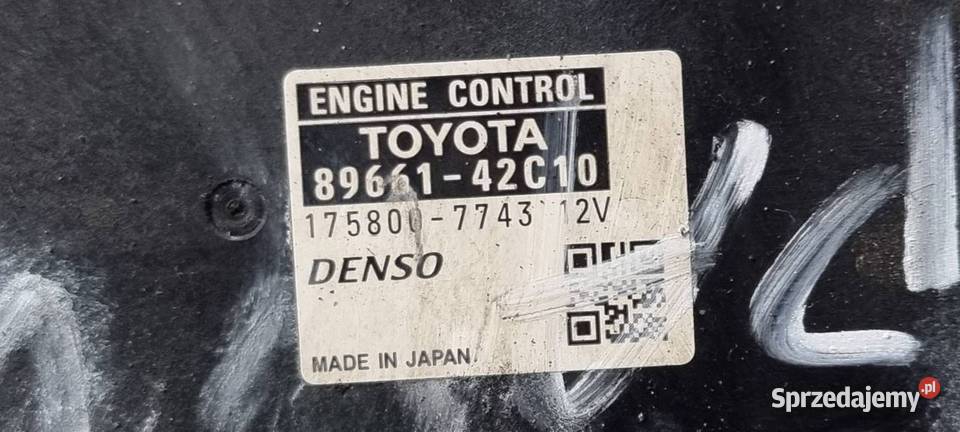 ENGINE CONTROL
TOYOTA
89661-42C10
175800-7743 12V
DENSO
MADE IN JAPAN
Sprzedajemy.pl